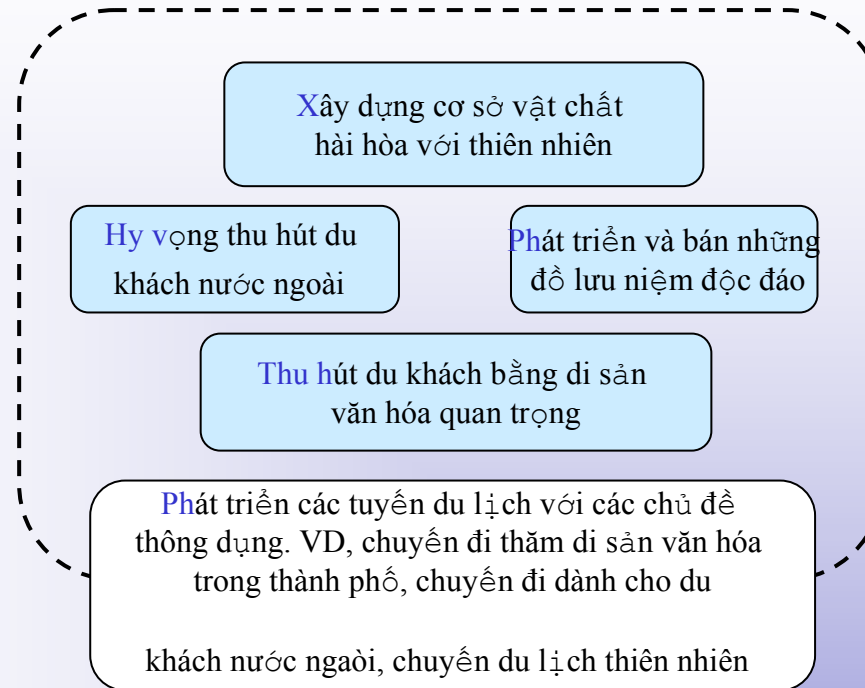 Xây dựng cơ sở vật chất
hài hòa với thiên nhiên
Hy vọng thu hút du
khách nước ngoài
Phát triển và bán những
đồ lưu niệm độc đáo
Thu hút du khách bằng di sản
văn hóa quan trọng
Phát triển các tuyến du lịch với các chủ đề
thông dụng. VD, chuyến đi thăm di sản văn hóa
trong thành phố, chuyến đi dành cho du
khách nước ngaòi, chuyến du lịch thiên nhiên